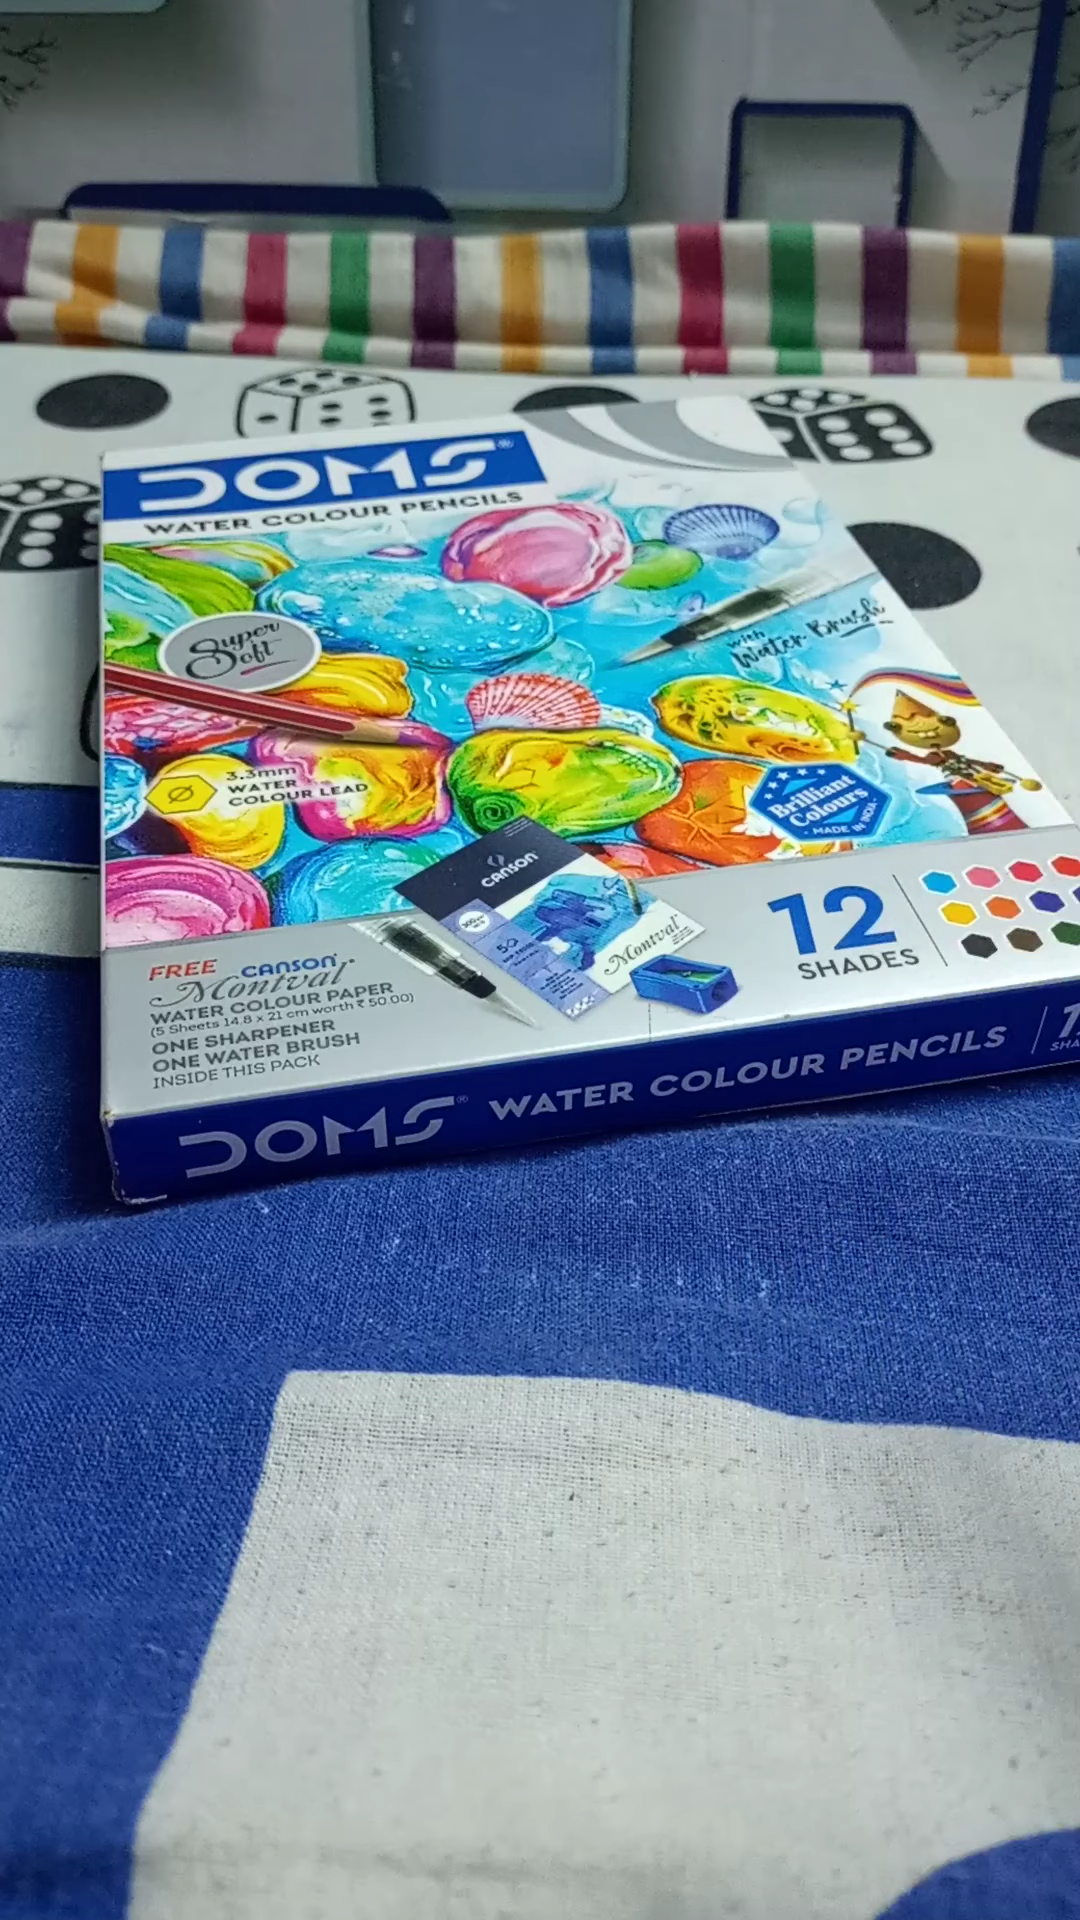 DOMS®
WATER COLOUR PENCILS
Super
Soft
with
Water Brush
3.3mm
WATER
COLOUR LEAD
Brilliant
Colours
- MADE IN INDIA -
CANSON
Montval
12
SHADES
FREE CANSON®
Montval®
WATER COLOUR PAPER
(5 Sheets 14.8 x 21 cm worth ₹ 50.00)
ONE SHARPENER
ONE WATER BRUSH
INSIDE THIS PACK
DOMS® WATER COLOUR PENCILS